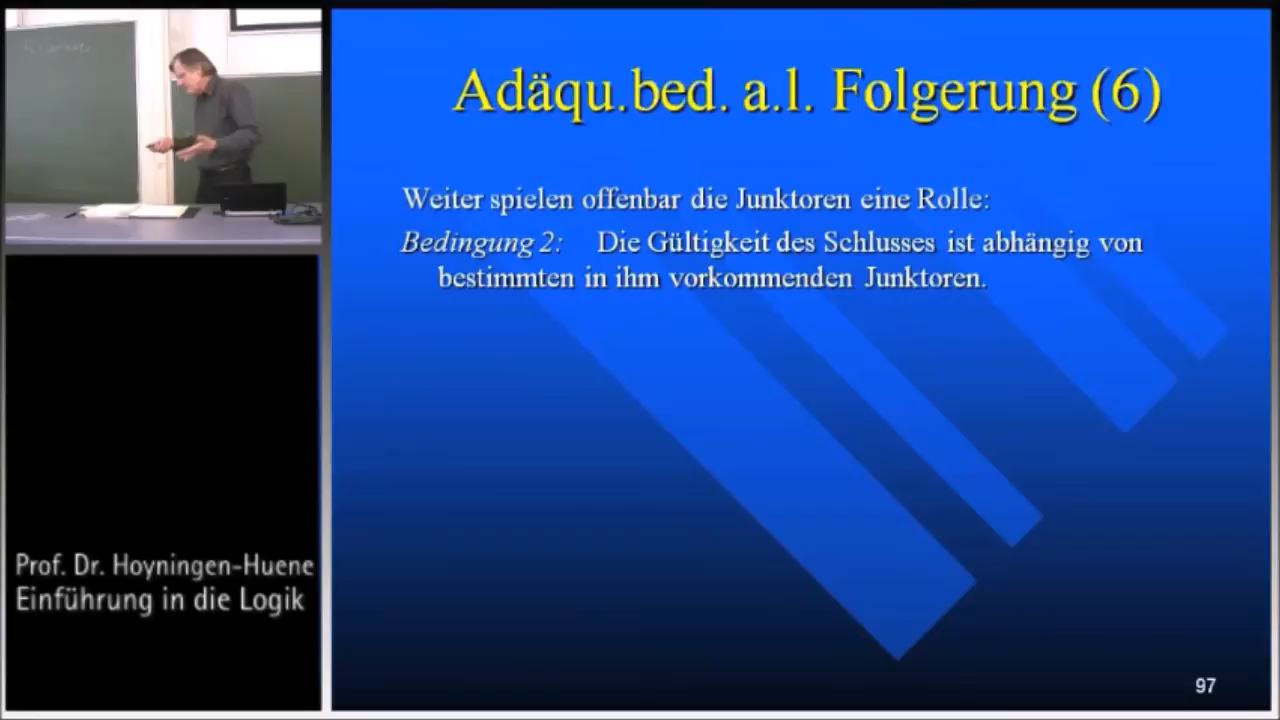 Adäqu.bed. a.l. Folgerung (6)
Weiter spielen offenbar die Junktoren eine Rolle:
Bedingung 2: Die Gültigkeit des Schlusses ist abhängig von
bestimmten in ihm vorkommenden Junktoren.
Prof. Dr. Hoyningen-Huene
Einführung in die Logik
97